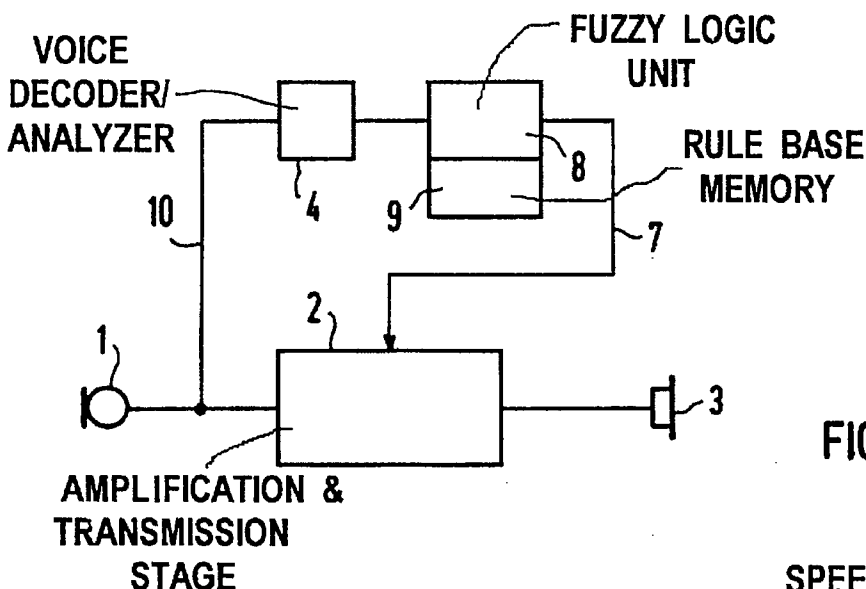 VOICE
DECODER/
ANALYZER
FUZZY LOGIC
UNIT
RULE BASE
MEMORY
4
8
9
10
7
2
1
3
AMPLIFICATION &
TRANSMISSION
STAGE